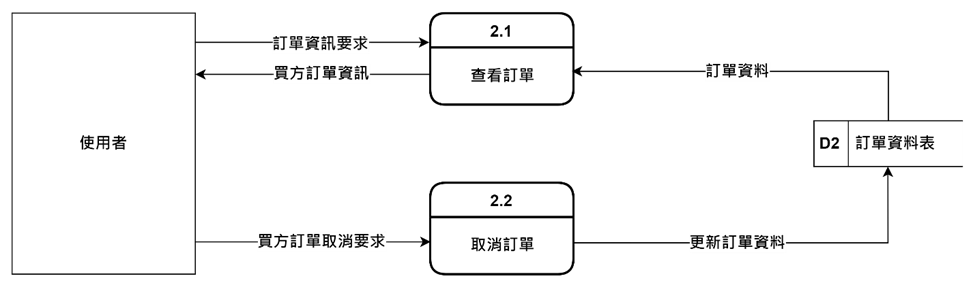 2.1
訂單資訊要求
買方訂單資訊
查看訂單
訂單資料
使用者
D2
訂單資料表
2.2
買方訂單取消要求
取消訂單
更新訂單資料